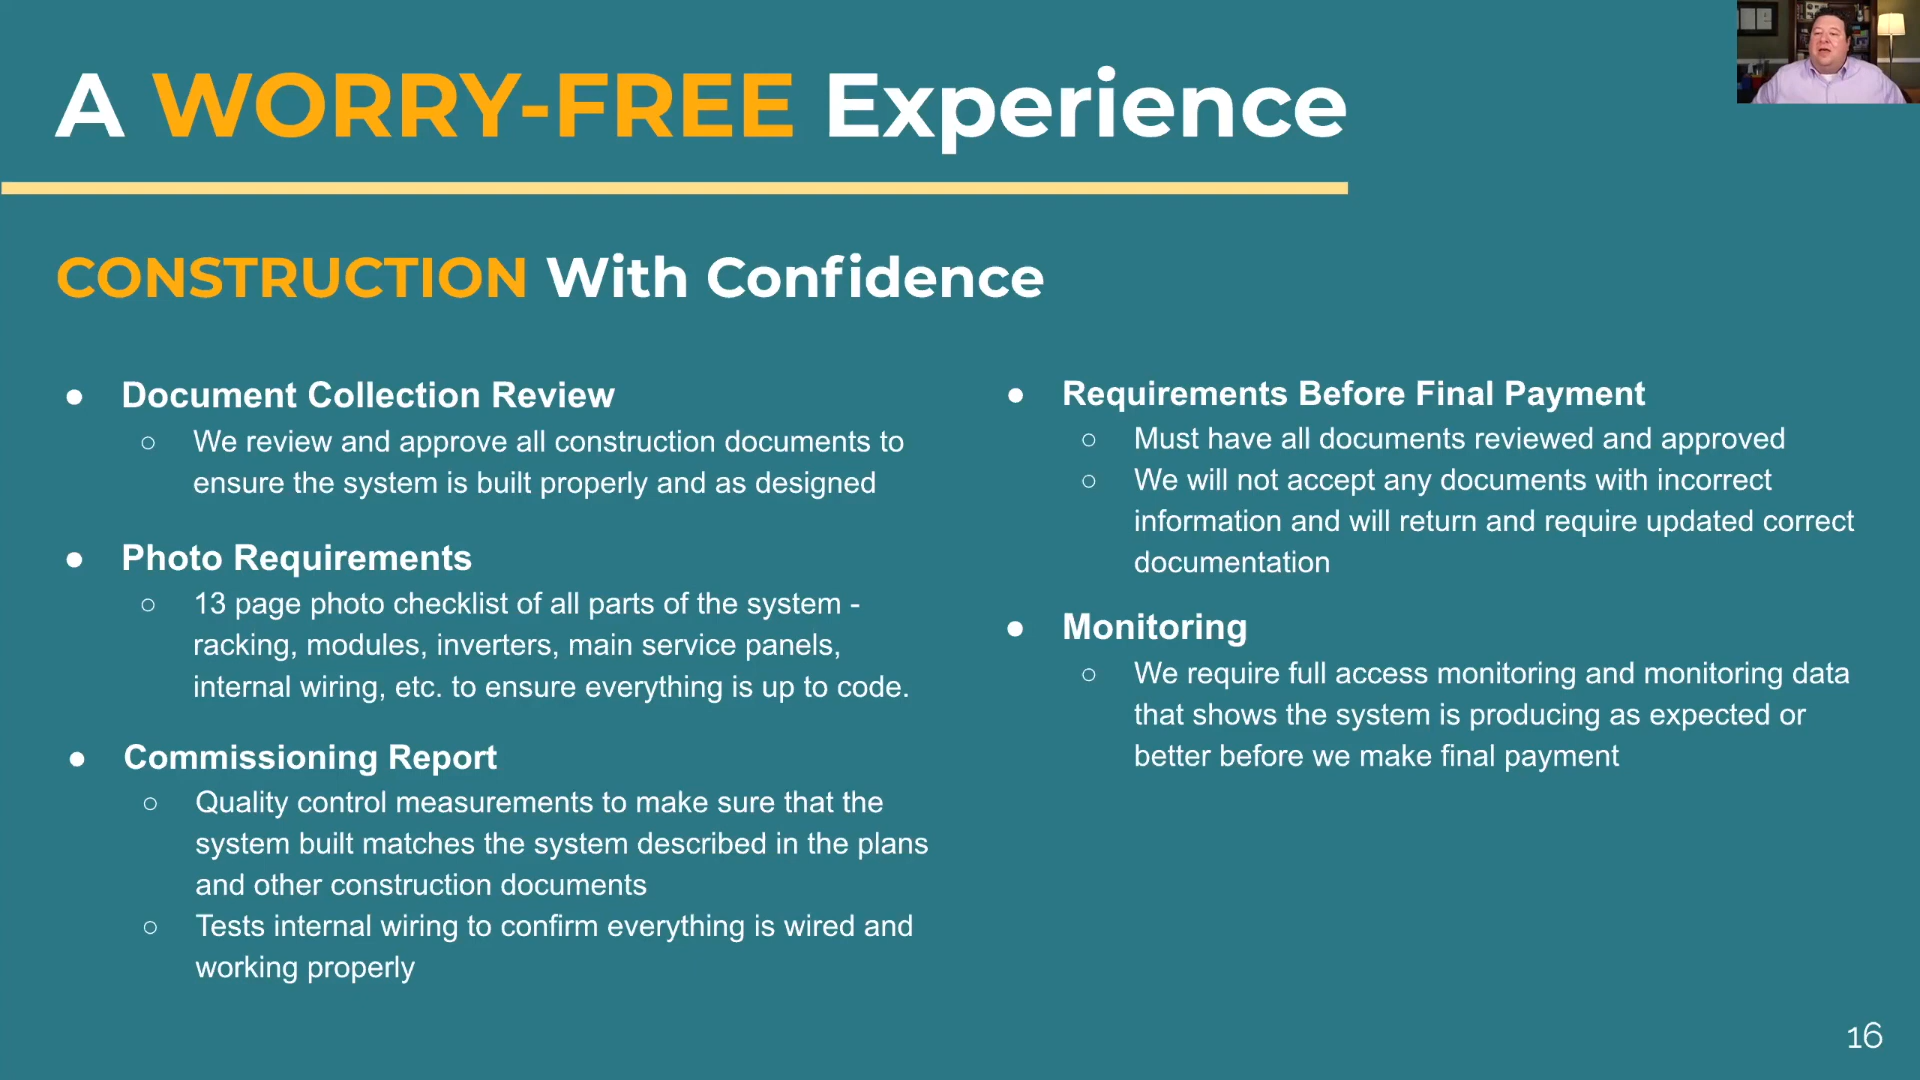 A WORRY-FREE Experience
CONSTRUCTION With Confidence
● Document Collection Review
○ We review and approve all construction documents to
ensure the system is built properly and as designed
● Photo Requirements
○ 13 page photo checklist of all parts of the system -
racking, modules, inverters, main service panels,
internal wiring, etc. to ensure everything is up to code.
● Commissioning Report
○ Quality control measurements to make sure that the
system built matches the system described in the plans
and other construction documents
○ Tests internal wiring to confirm everything is wired and
working properly
● Requirements Before Final Payment
○ Must have all documents reviewed and approved
○ We will not accept any documents with incorrect
information and will return and require updated correct
documentation
● Monitoring
○ We require full access monitoring and monitoring data
that shows the system is producing as expected or
better before we make final payment
16